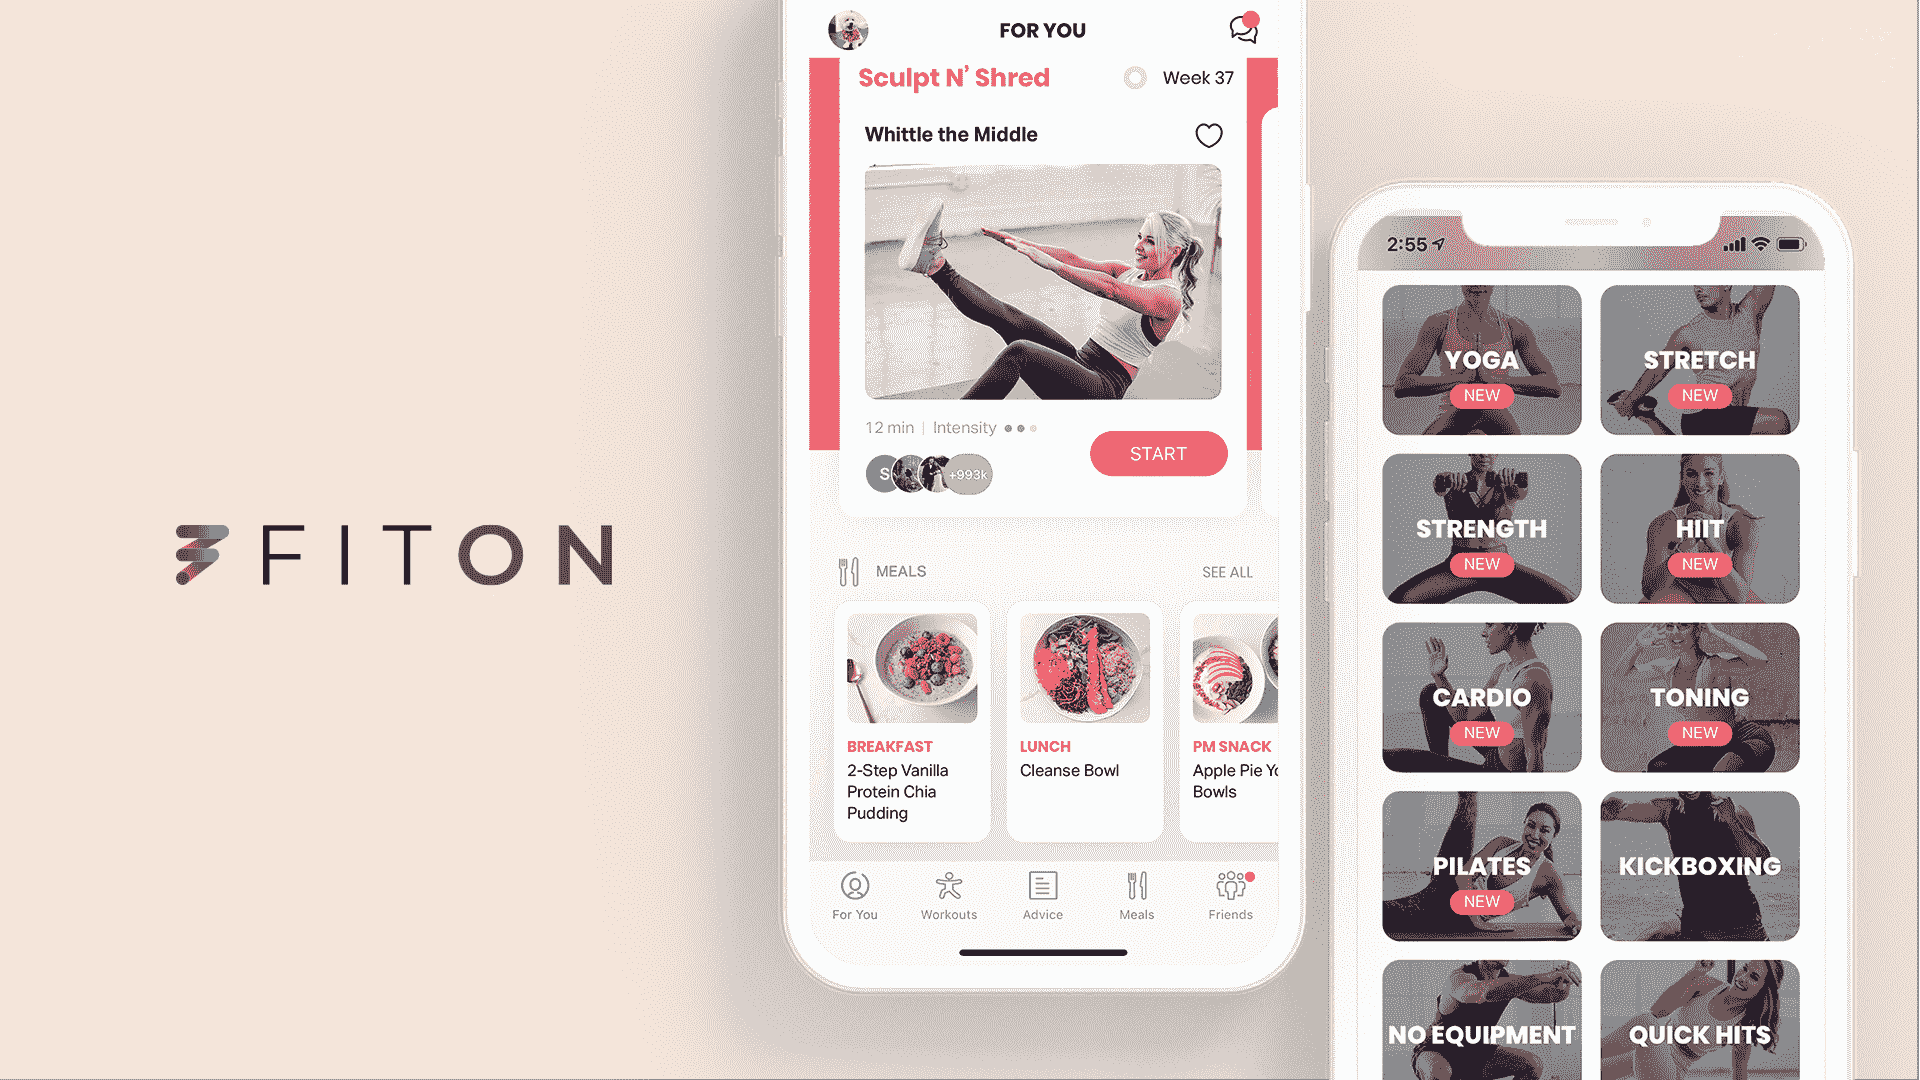 FITON
FOR YOU
Sculpt N' Shred
Week 37
Whittle the Middle
12 min | Intensity
START
S
+993k
MEALS
SEE ALL
BREAKFAST
2-Step Vanilla
Protein Chia
Pudding
LUNCH
Cleanse Bowl
PM SNACK
Apple Pie Yo
Bowls
For You
Workouts
Advice
Meals
Friends
2:55
YOGA
NEW
STRETCH
NEW
STRENGTH
NEW
HIIT
NEW
CARDIO
NEW
TONING
NEW
PILATES
NEW
KICKBOXING
NO EQUIPMENT
QUICK HITS